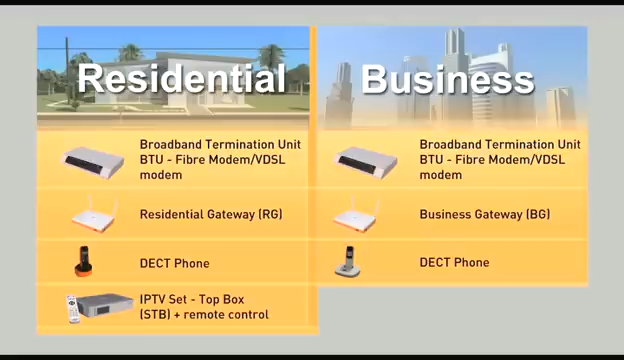 Residential
Broadband Termination Unit
BTU - Fibre Modem/VDSL
modem
Residential Gateway (RG)
DECT Phone
IPTV Set - Top Box
(STB) + remote control
Business
Broadband Termination Unit
BTU - Fibre Modem/VDSL
modem
Business Gateway (BG)
DECT Phone